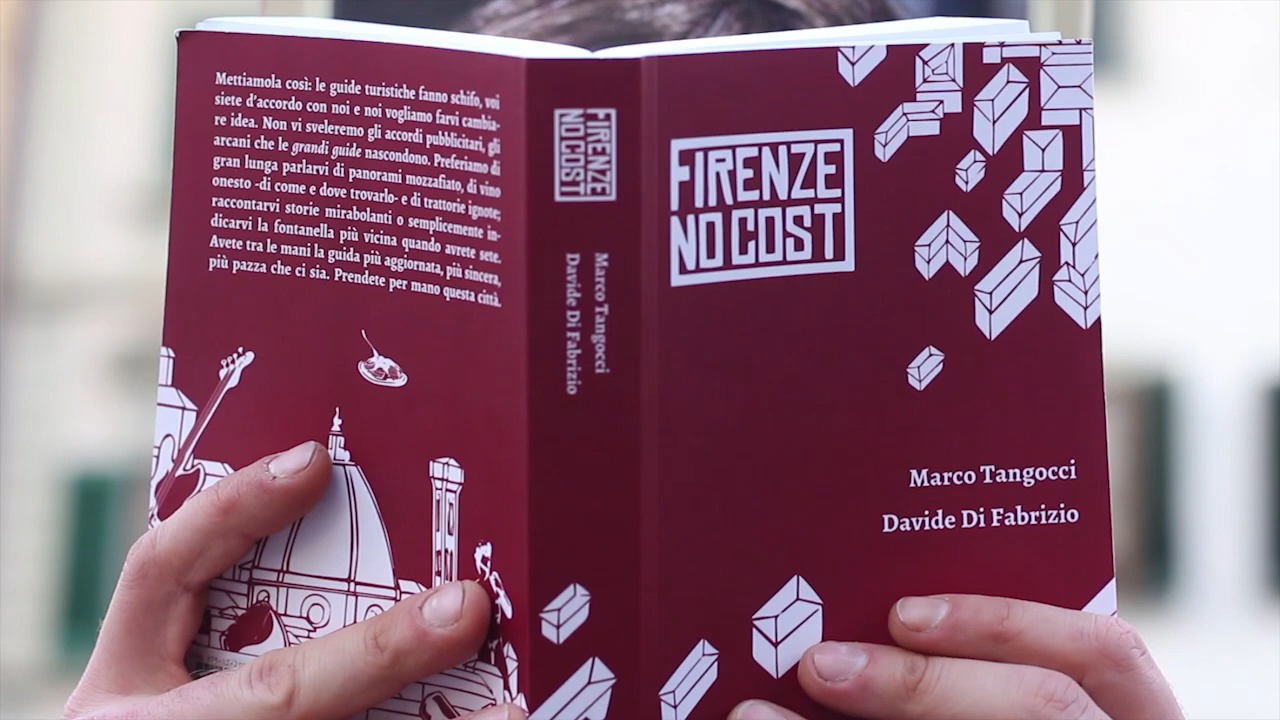 Mettiamola così: le guide turistiche fanno schifo, voi
siete d'accordo con noi e noi vogliamo farvi cambia-
re idea. Non vi sveleremo gli accordi pubblicitari, gli
arcani che le grandi guide nascondono. Preferiamo di
gran lunga parlarvi di panorami mozzafiato, di vino
onesto -di come e dove trovarlo- e di trattorie ignote;
raccontarvi storie mirabolanti o semplicemente in-
dicarvi la fontanella più vicina quando avrete sete.
Avete tra le mani la guida più aggiornata, più sincera,
più pazza che ci sia. Prendete per mano questa città.
FIRENZE
NO COST
Marco Tangocci
Davide Di Fabrizio
FIRENZE
NO COST
Marco Tangocci
Davide Di Fabrizio